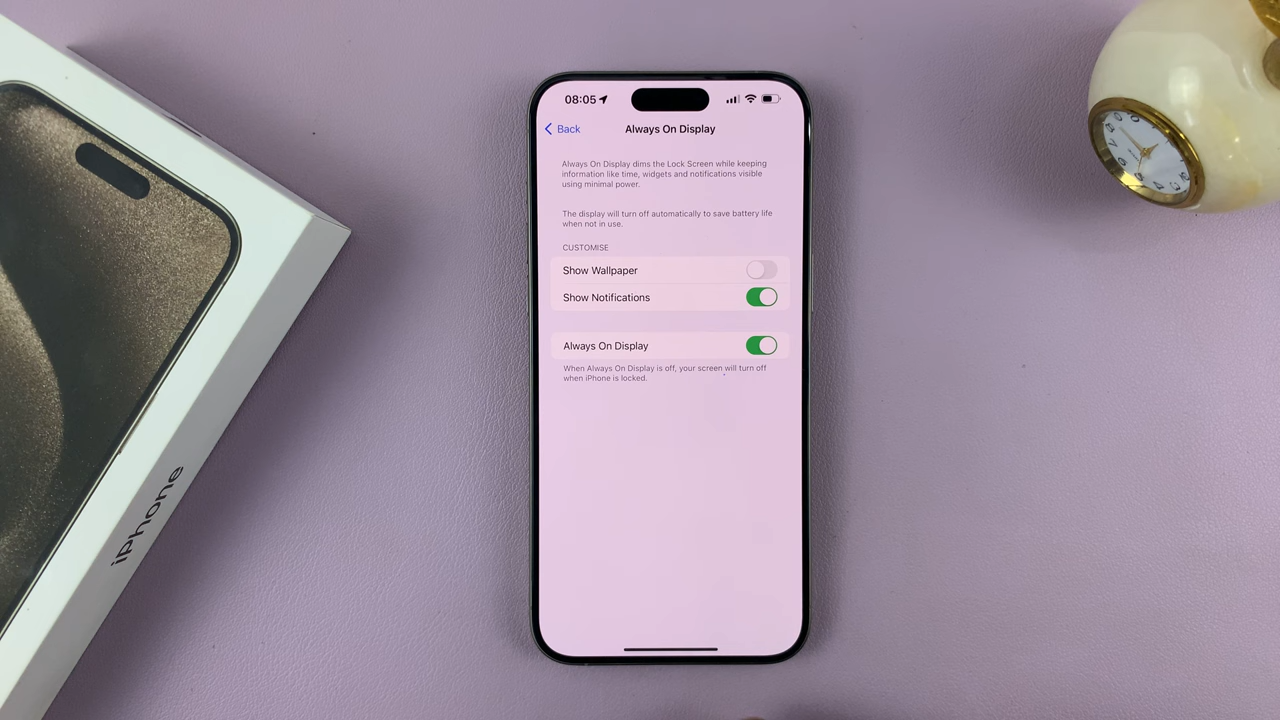 08:05
Back
Always On Display
Always On Display dims the Lock Screen while keeping
information like time, widgets and notifications visible
using minimal power.
The display will turn off automatically to save battery life
when not in use.
CUSTOMISE
Show Wallpaper
Show Notifications
Always On Display
When Always On Display is off, your screen will turn off
when iPhone is locked.
iPhone